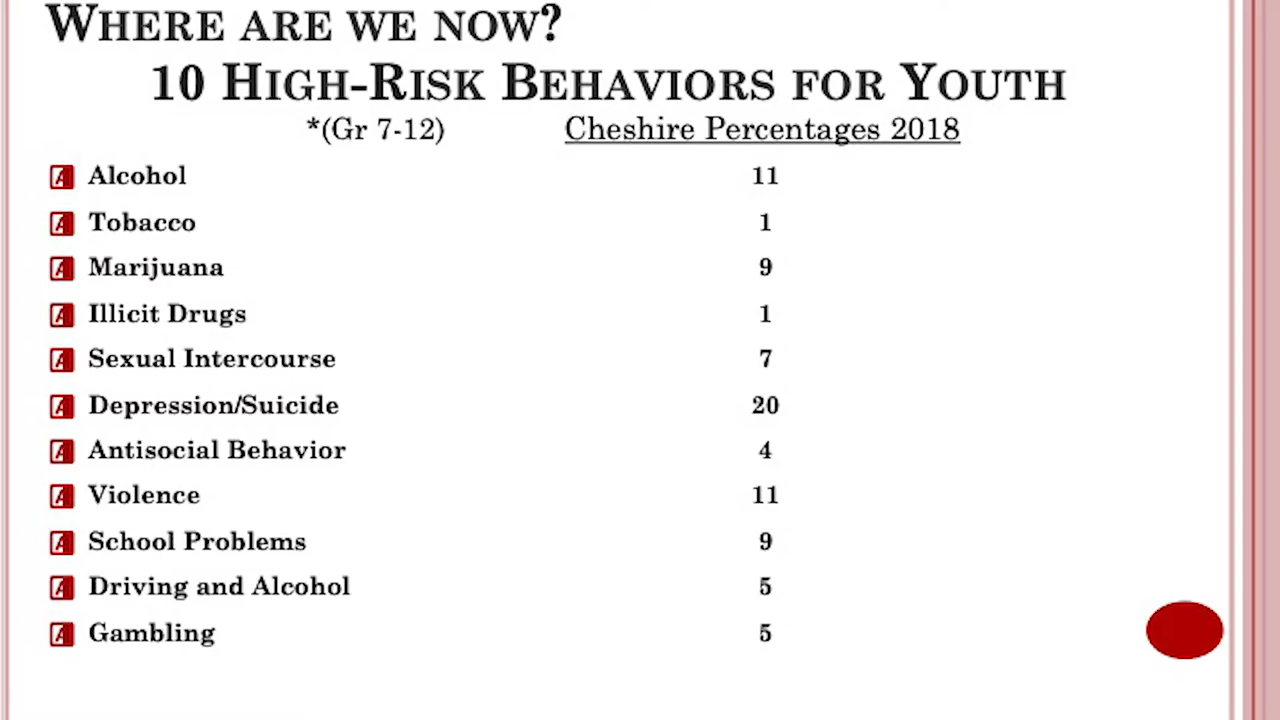 WHERE ARE WE NOW?
10 HIGH-RISK BEHAVIORS FOR YOUTH
*(Gr 7-12) Cheshire Percentages 2018
Alcohol 11
Tobacco 1
Marijuana 9
Illicit Drugs 1
Sexual Intercourse 7
Depression/Suicide 20
Antisocial Behavior 4
Violence 11
School Problems 9
Driving and Alcohol 5
Gambling 5